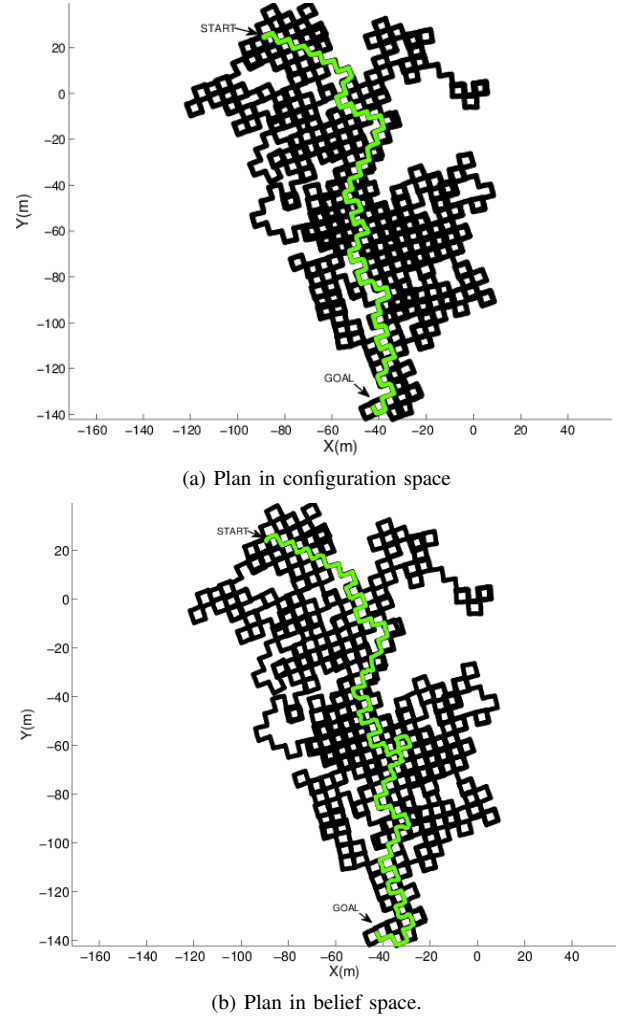 START
20
0
−20
−40
−60
−80
−100
−120
−140
Y(m)
GOAL
−160 −140 −120 −100 −80 −60 −40 −20 0 20 40
X(m)
(a) Plan in configuration space
START
20
0
−20
−40
−60
−80
−100
−120
−140
Y(m)
GOAL
−160 −140 −120 −100 −80 −60 −40 −20 0 20 40
X(m)
(b) Plan in belief space.